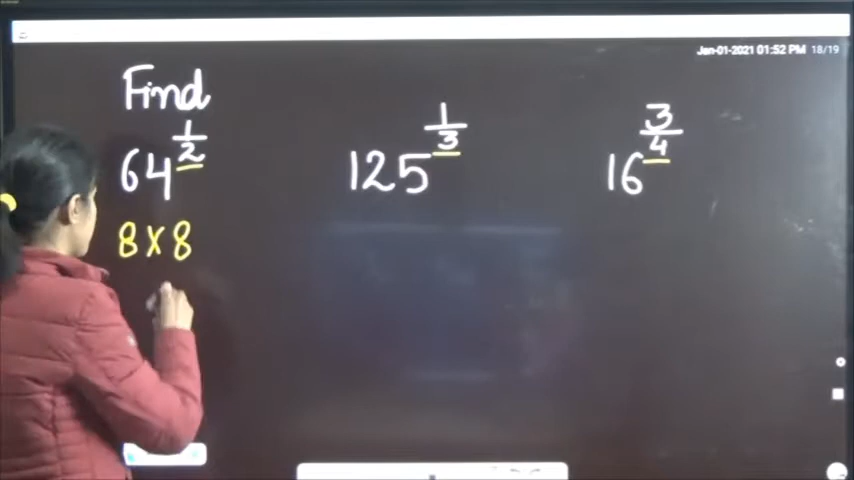 Jan-01-2021 01:52 PM 18/19
Find
64^(1/2) 125^(1/3) 16^(3/4)
8 × 8